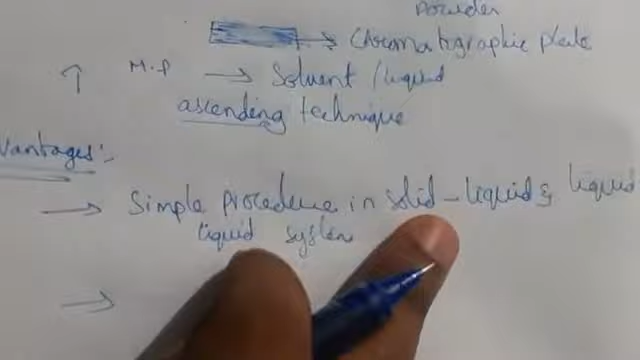 powder
→ Chromatographic plate
↑ M.P → Solvent / liquid
ascending technique
vantages:-
→ Simple procedure in solid - liquid & liquid
liquid system
→